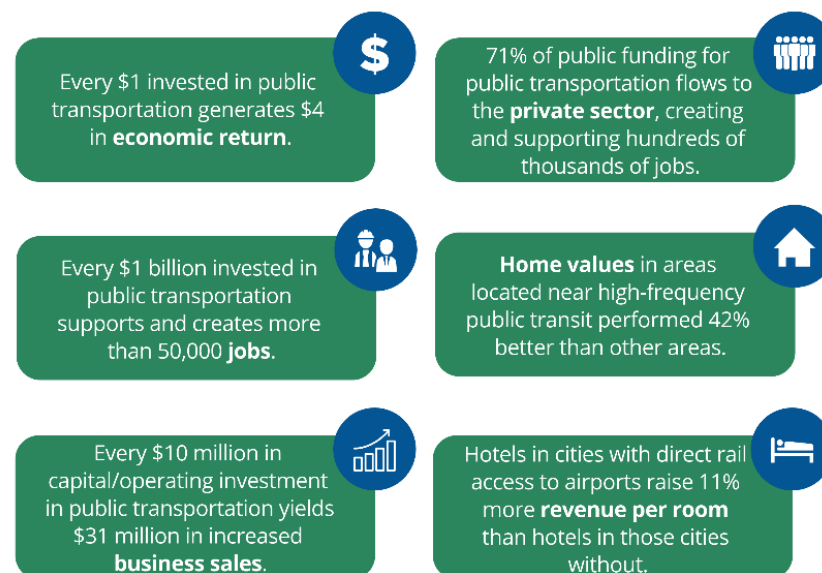 Every $1 invested in public
transportation generates $4
in economic return.
71% of public funding for
public transportation flows to
the private sector, creating
and supporting hundreds of
thousands of jobs.
Every $1 billion invested in
public transportation
supports and creates more
than 50,000 jobs.
Home values in areas
located near high-frequency
public transit performed 42%
better than other areas.
Every $10 million in
capital/operating investment
in public transportation yields
$31 million in increased
business sales.
Hotels in cities with direct rail
access to airports raise 11%
more revenue per room
than hotels in those cities
without.